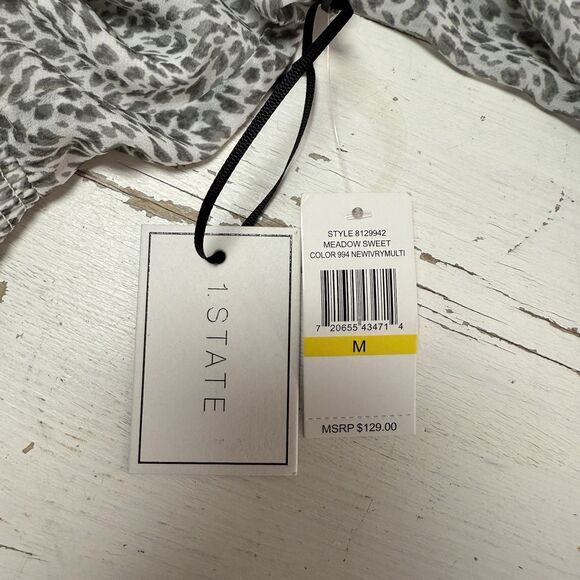 1.STATE
STYLE 8129942
MEADOW SWEET
COLOR 994 NEWIVRYMULTI
7 20655 43471 4
M
MSRP $129.00